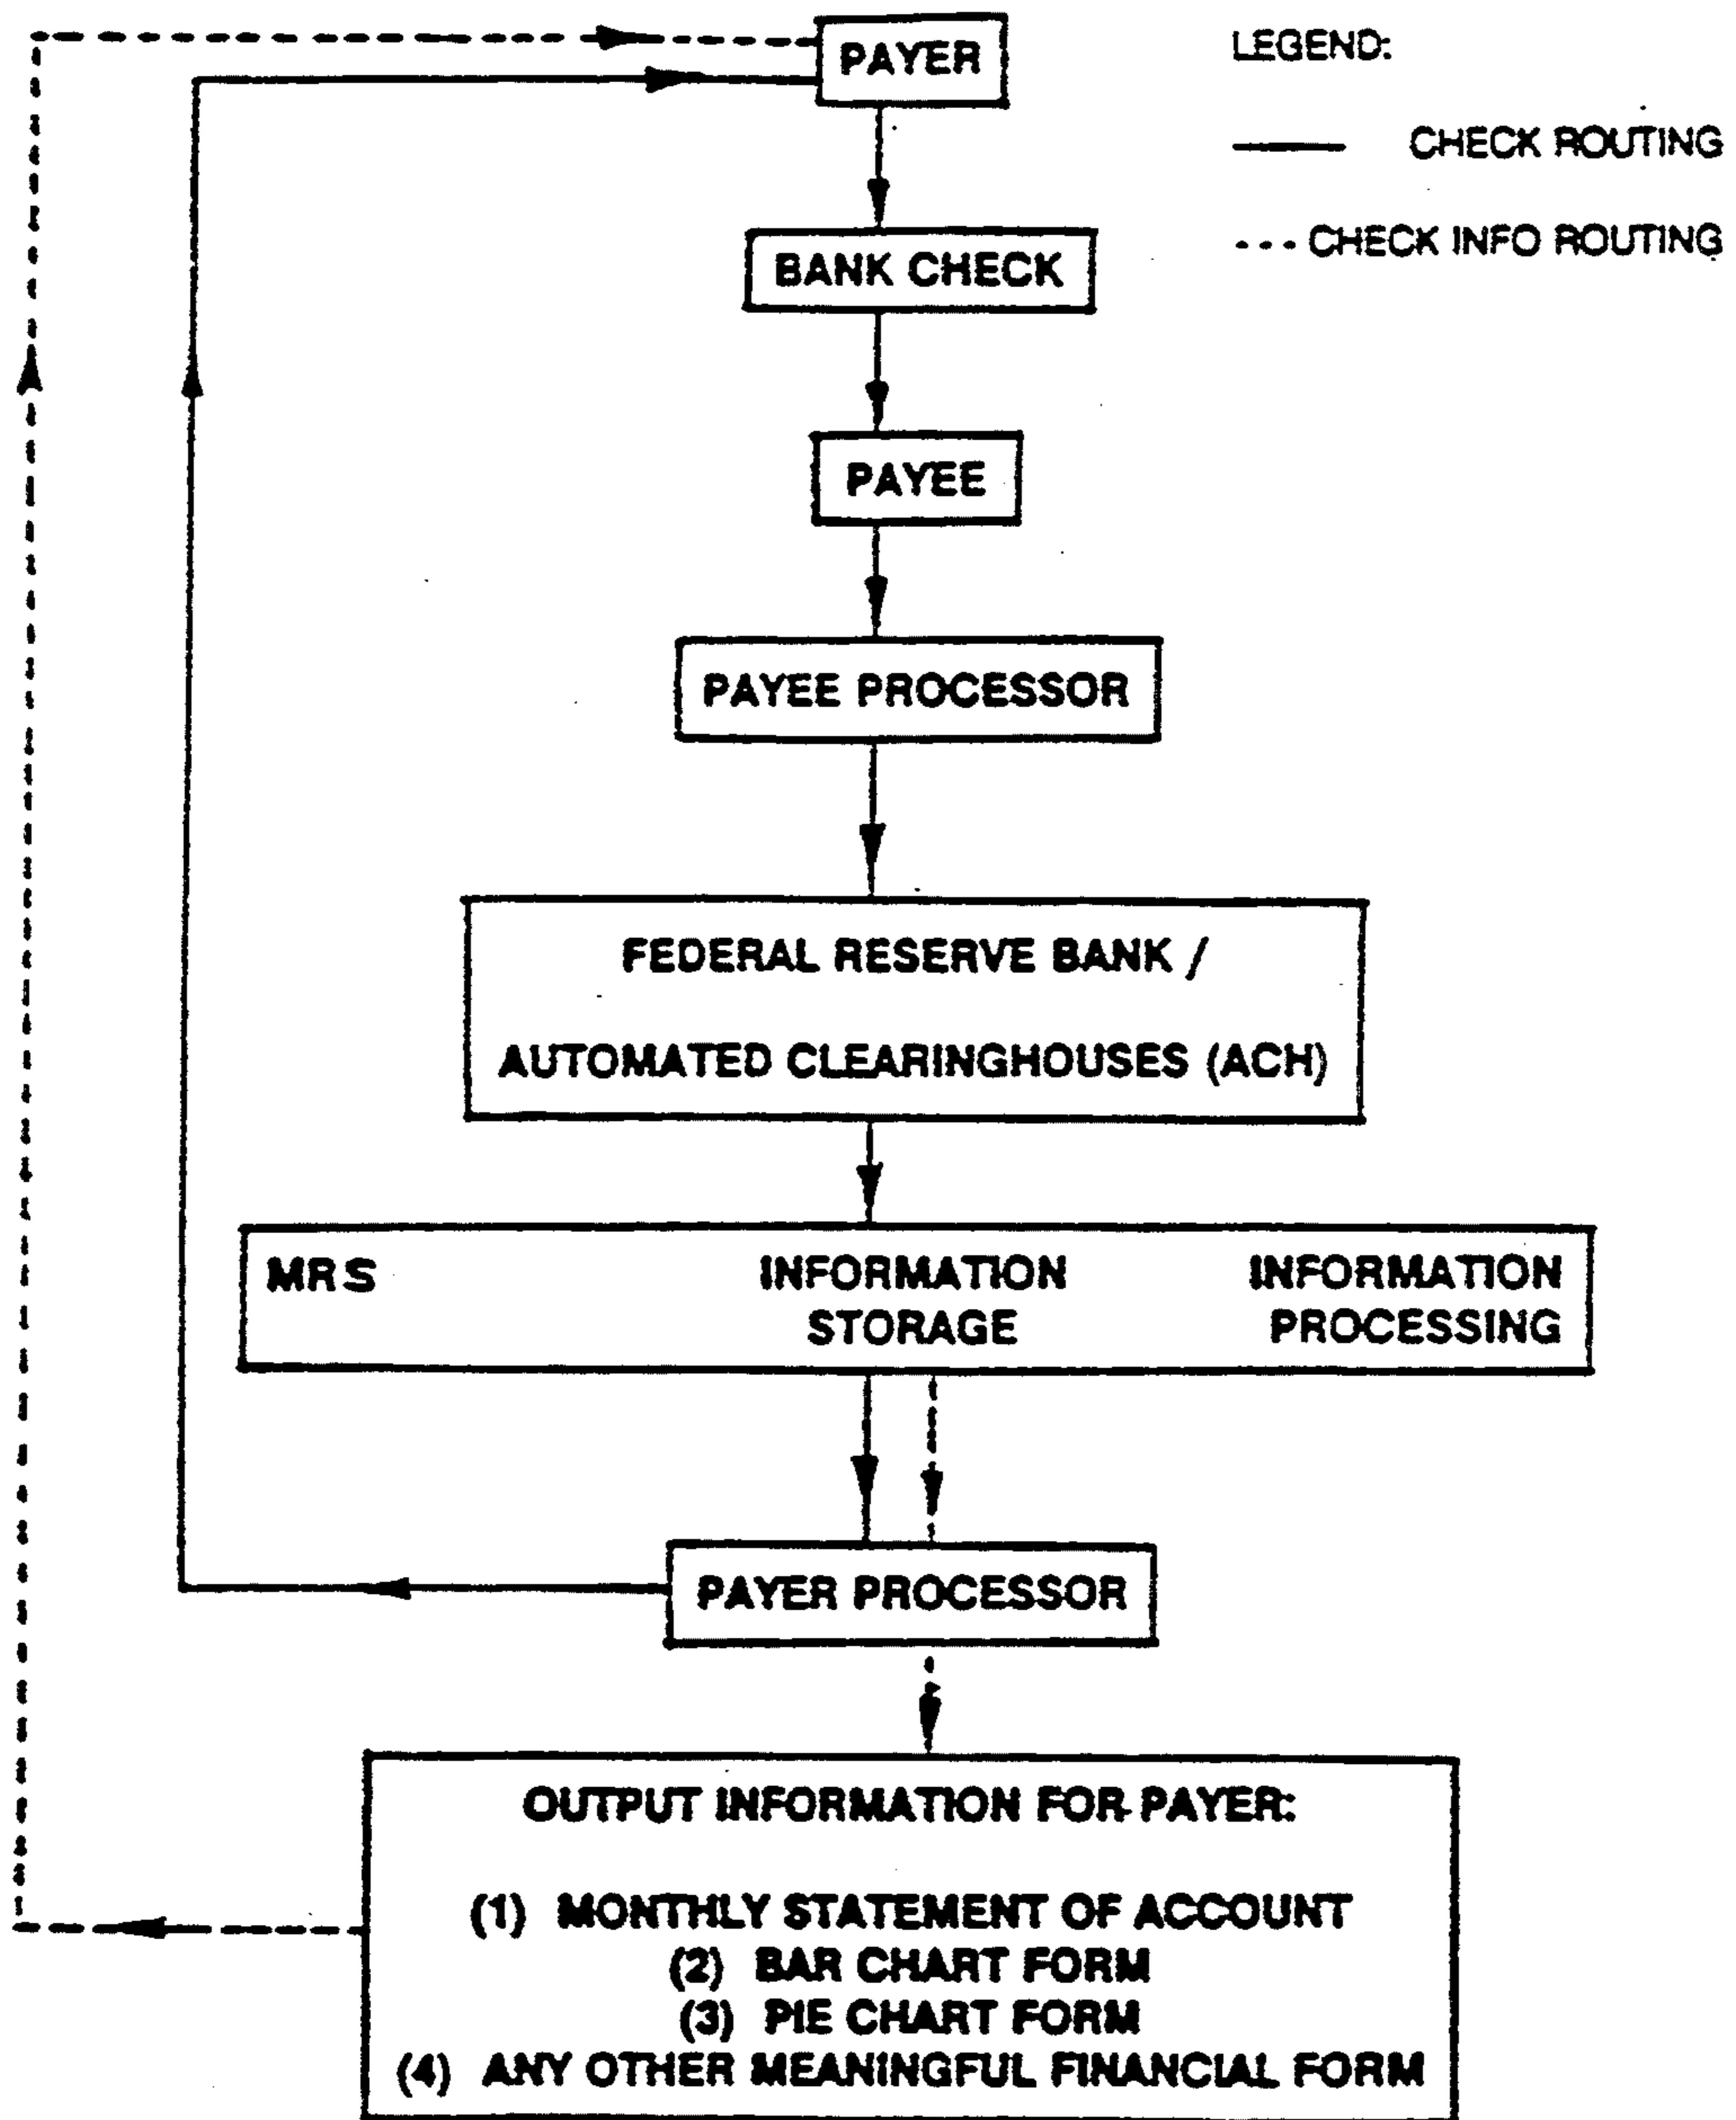 PAYER
LEGEND:
CHECK ROUTING
CHECK INFO ROUTING
BANK CHECK
PAYEE
PAYEE PROCESSOR
FEDERAL RESERVE BANK /
AUTOMATED CLEARINGHOUSES (ACH)
MRS
INFORMATION
STORAGE
INFORMATION
PROCESSING
PAYER PROCESSOR
OUTPUT INFORMATION FOR PAYER:
(1) MONTHLY STATEMENT OF ACCOUNT
(2) BAR CHART FORM
(3) PIE CHART FORM
(4) ANY OTHER MEANINGFUL FINANCIAL FORM